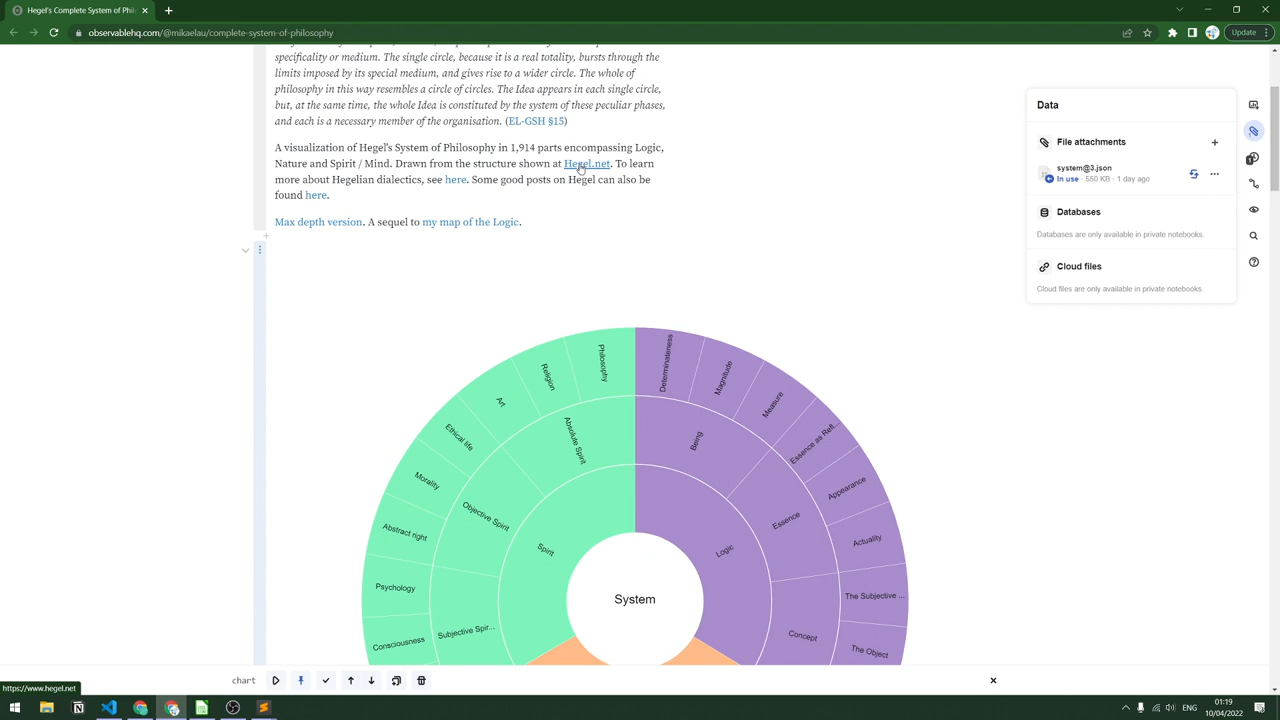 Hegel's Complete System of Phil
observablehq.com/@mikaelau/complete-system-of-philosophy
Update
specificality or medium. The single circle, because it is a real totality, bursts through the
limits imposed by its special medium, and gives rise to a wider circle. The whole of
philosophy in this way resembles a circle of circles. The Idea appears in each single circle,
but, at the same time, the whole Idea is constituted by the system of these peculiar phases,
and each is a necessary member of the organisation. (EL-GSH §15)
A visualization of Hegel's System of Philosophy in 1,914 parts encompassing Logic,
Nature and Spirit / Mind. Drawn from the structure shown at Hegel.net. To learn
more about Hegelian dialectics, see here. Some good posts on Hegel can also be
found here.
Max depth version. A sequel to my map of the Logic.
Data
File attachments
system@3.json
In use · 550 KB · 1 day ago
Databases
Databases are only available in private notebooks.
Cloud files
Cloud files are only available in private notebooks.
Philosophy
Determinateness
Religion
Magnitude
Art
Measure
Ethical life
Absolute Spirit
Being
Essence as Refl...
Morality
Appearance
Objective Spirit
Essence
Abstract right
Actuality
Spirit
Logic
Psychology
The Subjective ...
System
Consciousness
Subjective Spir...
Concept
The Object
chart
https://www.hegel.net
ENG
01:19
10/04/2022